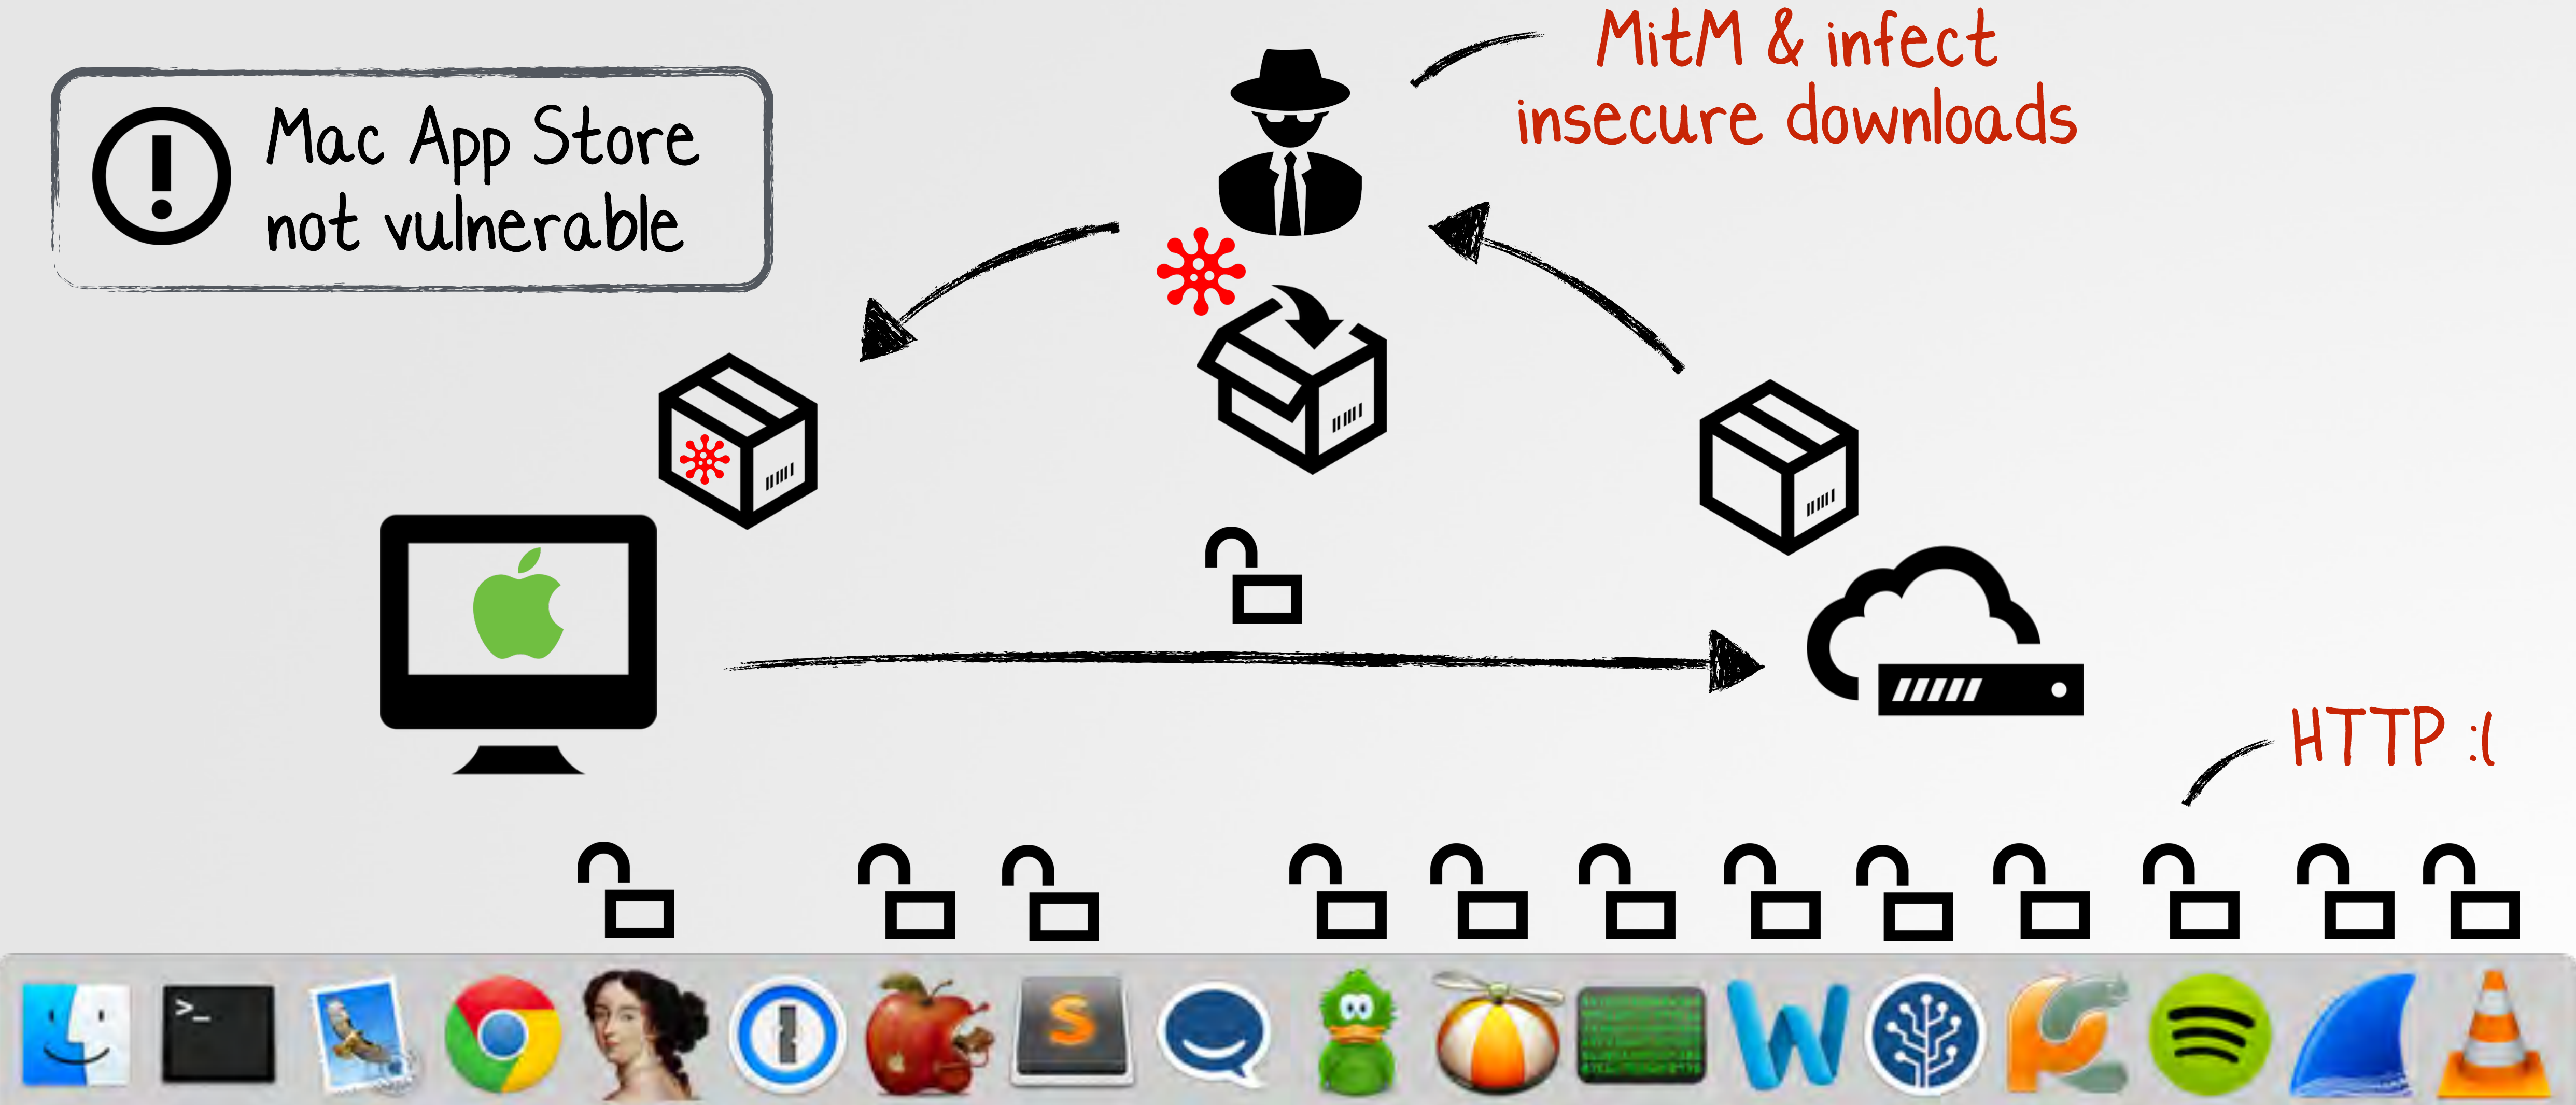 MitM & infect
insecure downloads
Mac App Store
not vulnerable
HTTP :(
>_
S